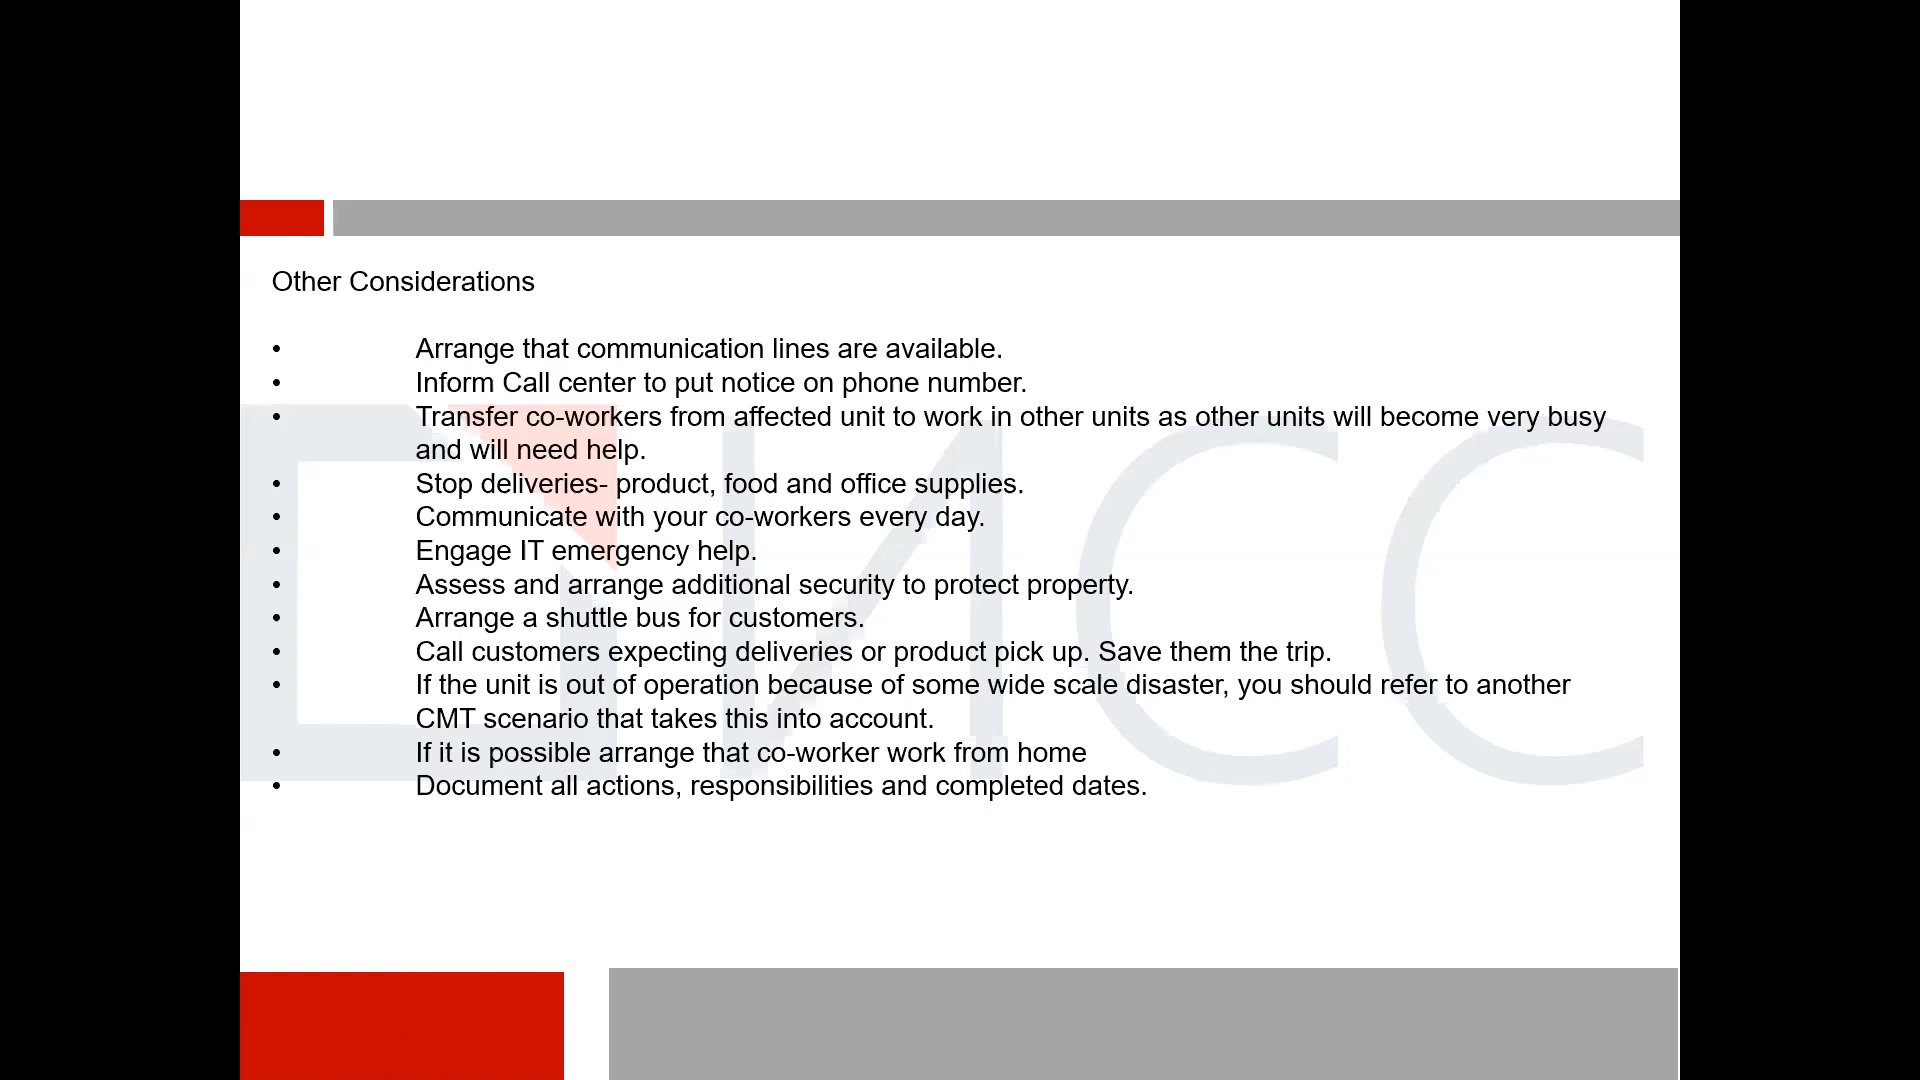 Other Considerations
• Arrange that communication lines are available.
• Inform Call center to put notice on phone number.
• Transfer co-workers from affected unit to work in other units as other units will become very busy
and will need help.
• Stop deliveries- product, food and office supplies.
• Communicate with your co-workers every day.
• Engage IT emergency help.
• Assess and arrange additional security to protect property.
• Arrange a shuttle bus for customers.
• Call customers expecting deliveries or product pick up. Save them the trip.
• If the unit is out of operation because of some wide scale disaster, you should refer to another
CMT scenario that takes this into account.
• If it is possible arrange that co-worker work from home
• Document all actions, responsibilities and completed dates.
ИСС